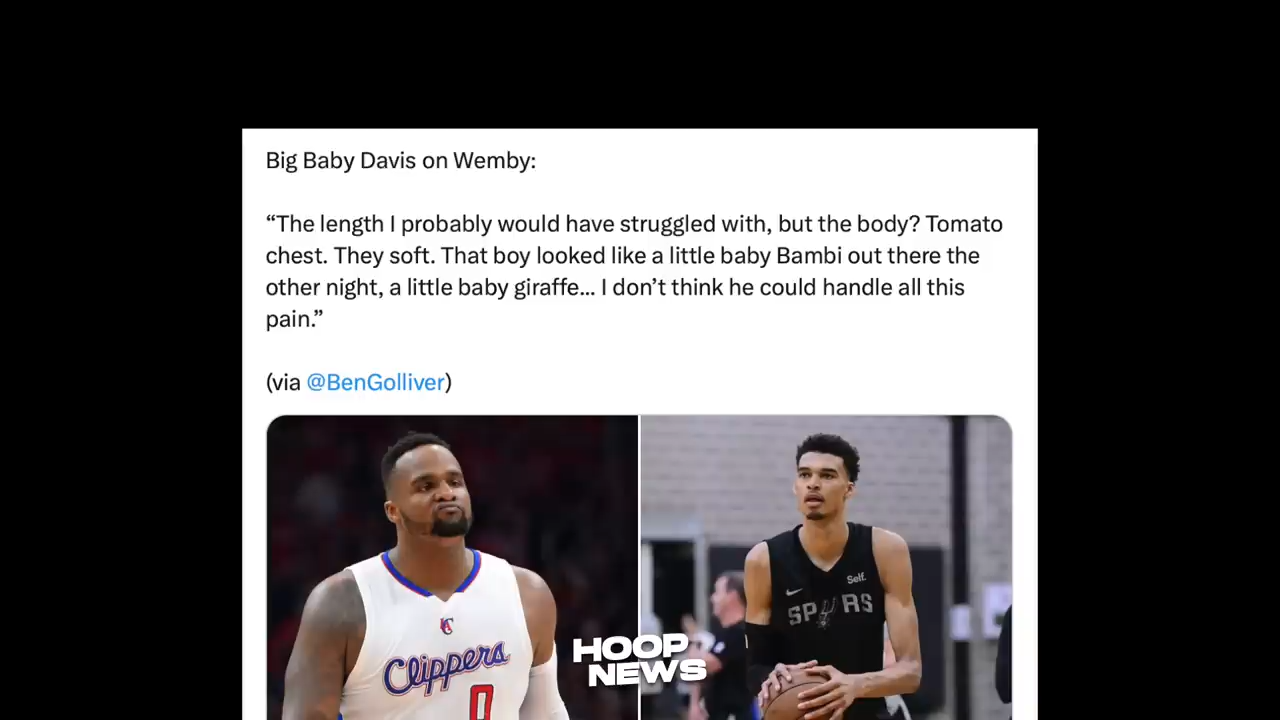 Big Baby Davis on Wemby:
“The length I probably would have struggled with, but the body? Tomato
chest. They soft. That boy looked like a little baby Bambi out there the
other night, a little baby giraffe... I don’t think he could handle all this
pain.”
(via @BenGolliver)
Self.
SPURS
Clippers
0
HOOP
NEWS